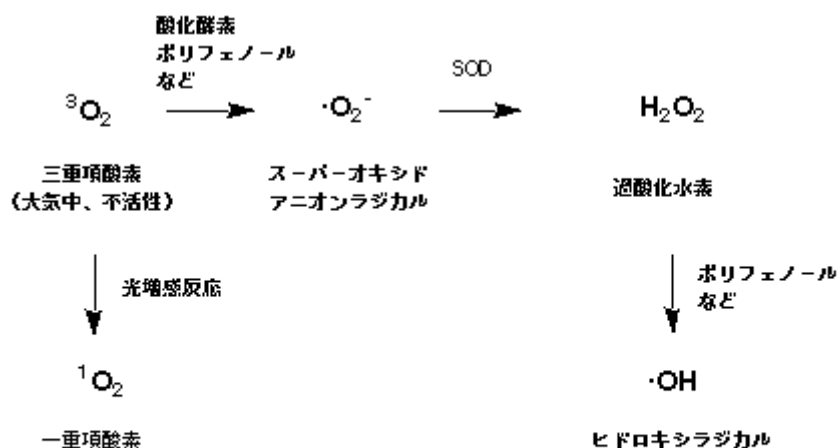 酸化酵素
ポリフェノール
など
SOD
³O₂
·O₂⁻
H₂O₂
三重項酸素
(大気中、不活性)
スーパーオキシド
アニオンラジカル
過酸化水素
光増感反応
ポリフェノール
など
¹O₂
·OH
一重項酸素
ヒドロキシラジカル